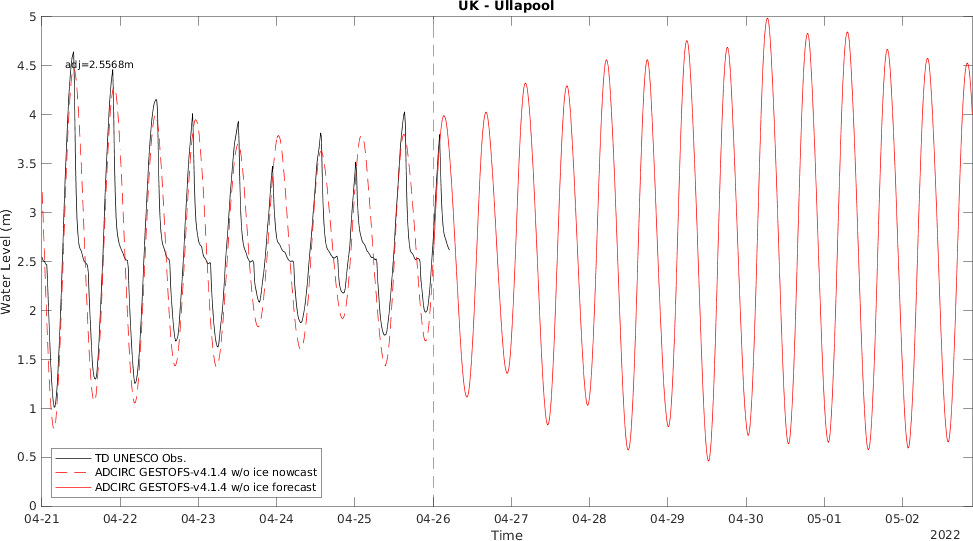 UK - Ullapool
5
4.5
4
3.5
3
2.5
2
1.5
1
0.5
0
Water Level (m)
adj=2.5568m
TD UNESCO Obs.
ADCIRC GESTOFS-v4.1.4 w/o ice nowcast
ADCIRC GESTOFS-v4.1.4 w/o ice forecast
04-21 04-22 04-23 04-24 04-25 04-26 04-27 04-28 04-29 04-30 05-01 05-02
Time
2022